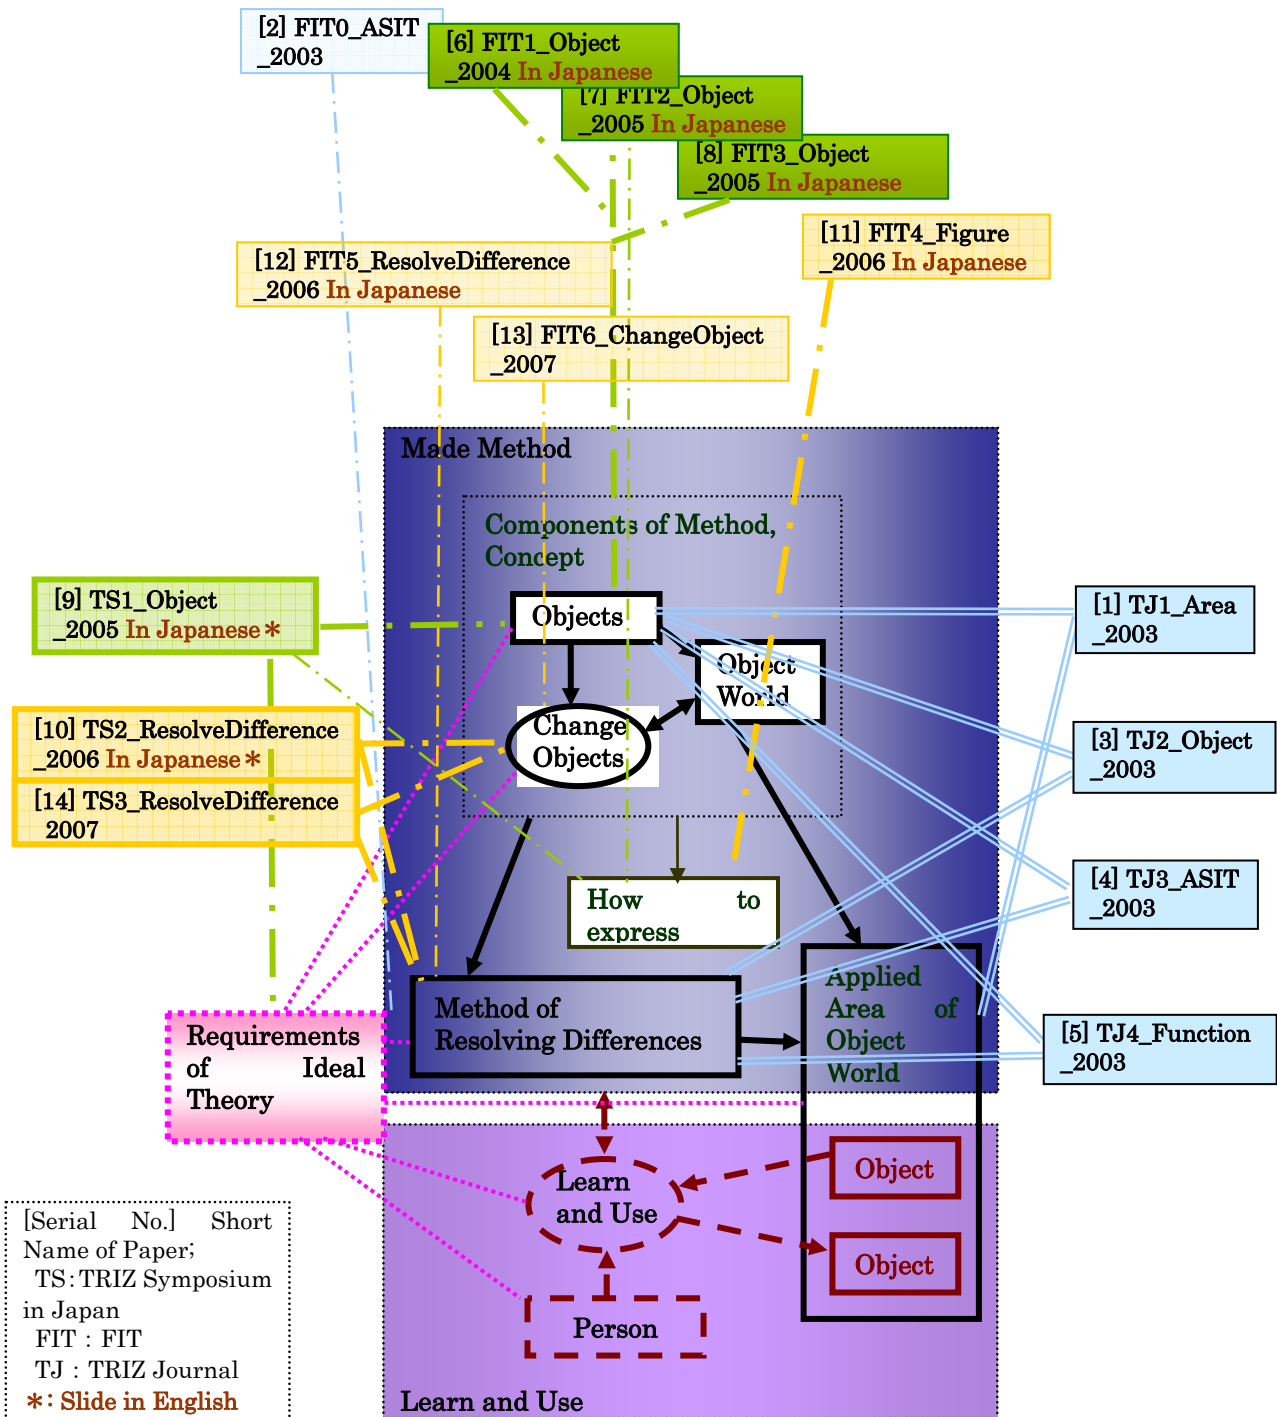 [2] FIT0_ASIT
_2003
[6] FIT1_Object
_2004 In Japanese
[7] FIT2_Object
_2005 In Japanese
[8] FIT3_Object
_2005 In Japanese
[11] FIT4_Figure
_2006 In Japanese
[12] FIT5_ResolveDifference
_2006 In Japanese
[13] FIT6_ChangeObject
_2007
Made Method
Components of Method,
Concept
[9] TS1_Object
_2005 In Japanese*
Objects
[1] TJ1_Area
_2003
Object
World
[10] TS2_ResolveDifference
_2006 In Japanese*
Change
Objects
[3] TJ2_Object
_2003
[14] TS3_ResolveDifference
_2007
[4] TJ3_ASIT
_2003
How to
express
Applied
Area of
Object
World
Method of
Resolving Differences
[5] TJ4_Function
_2003
Requirements
of Ideal
Theory
Object
Learn
and Use
Object
Person
Learn and Use
[Serial No.] Short
Name of Paper;
TS:TRIZ Symposium
in Japan
FIT : FIT
TJ : TRIZ Journal
*: Slide in English